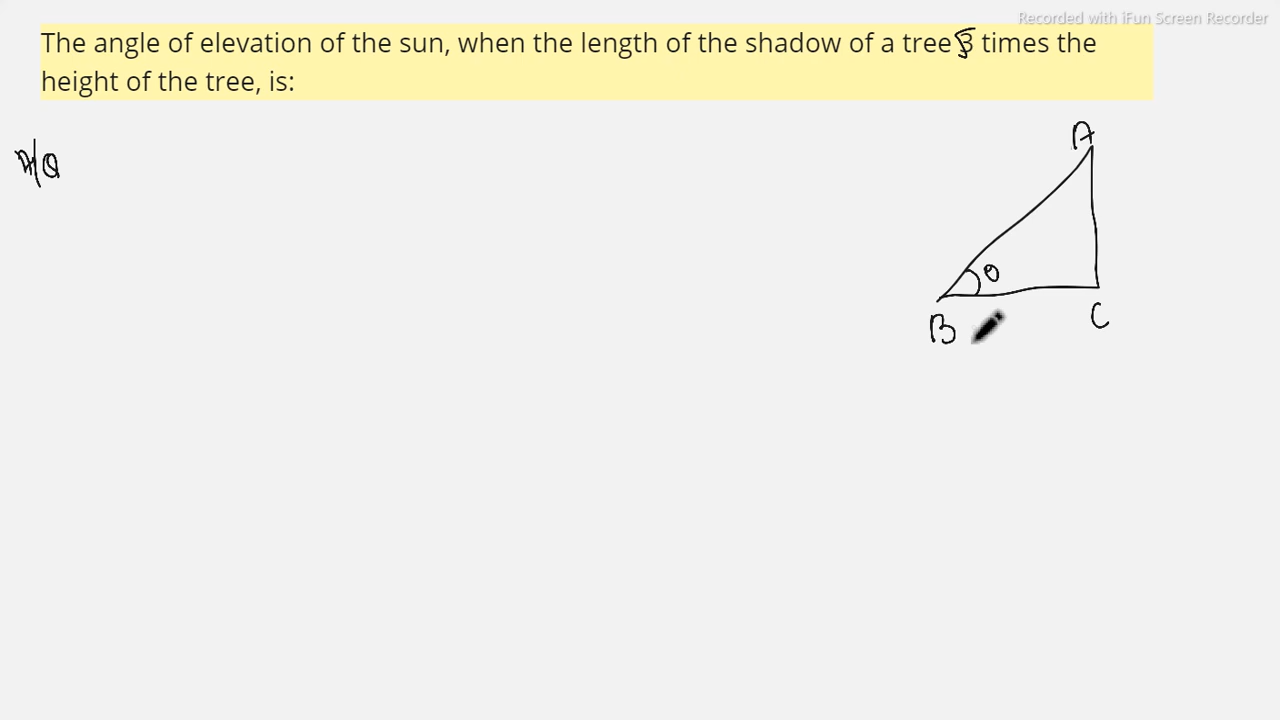 Recorded with iFun Screen Recorder
The angle of elevation of the sun, when the length of the shadow of a tree √3 times the
height of the tree, is:
A/Q
A
θ
B
C